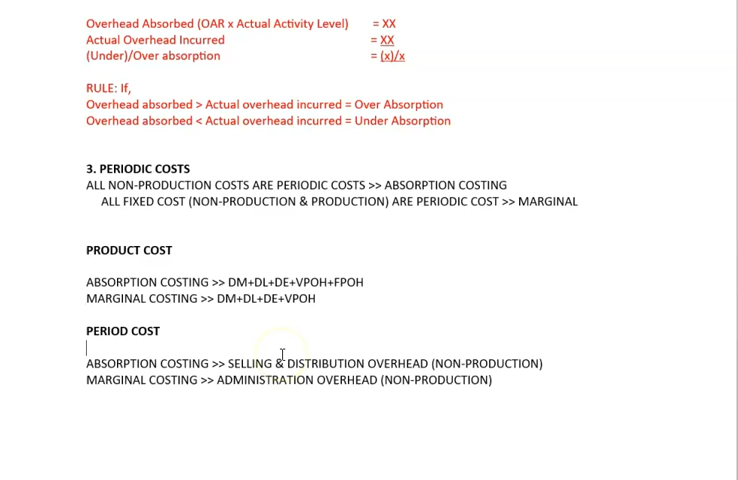 Overhead Absorbed (OAR x Actual Activity Level) = XX
Actual Overhead Incurred = XX
(Under)/Over absorption = (x)/x
RULE: If,
Overhead absorbed > Actual overhead incurred = Over Absorption
Overhead absorbed < Actual overhead incurred = Under Absorption
3. PERIODIC COSTS
ALL NON-PRODUCTION COSTS ARE PERIODIC COSTS >> ABSORPTION COSTING
ALL FIXED COST (NON-PRODUCTION & PRODUCTION) ARE PERIODIC COST >> MARGINAL
PRODUCT COST
ABSORPTION COSTING >> DM+DL+DE+VPOH+FPOH
MARGINAL COSTING >> DM+DL+DE+VPOH
PERIOD COST
ABSORPTION COSTING >> SELLING & DISTRIBUTION OVERHEAD (NON-PRODUCTION)
MARGINAL COSTING >> ADMINISTRATION OVERHEAD (NON-PRODUCTION)